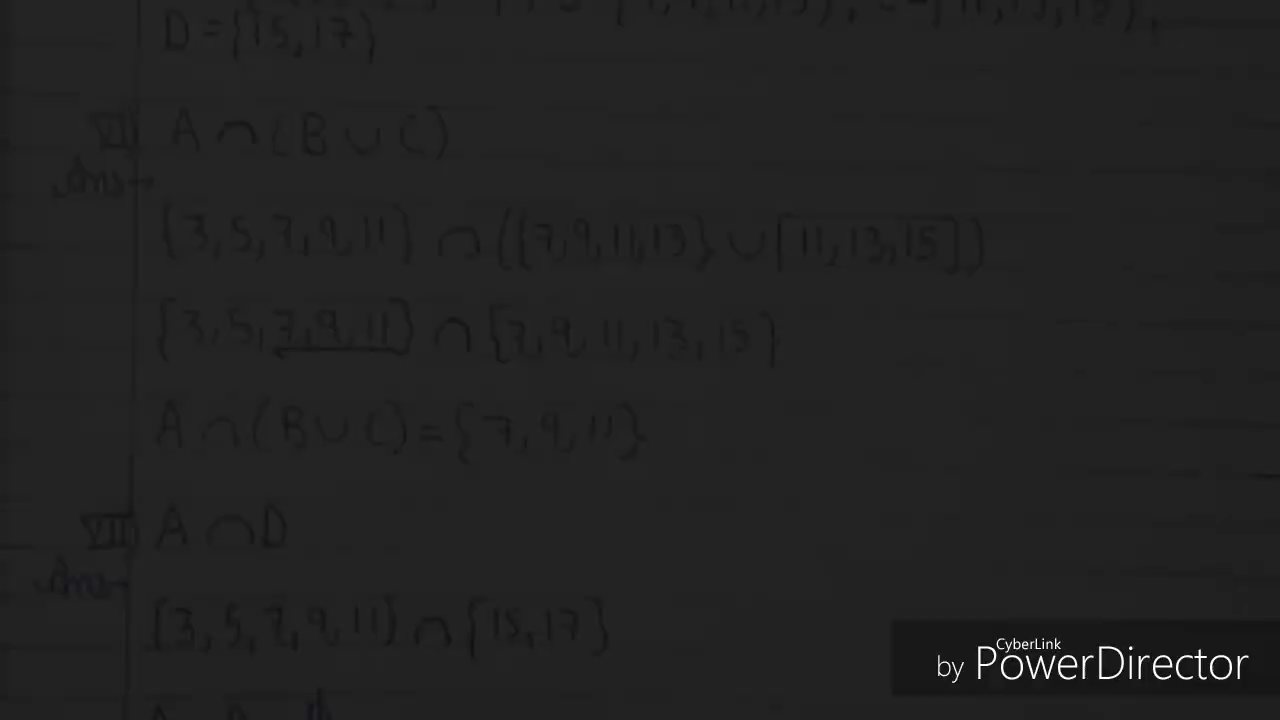 D={15,17}
VI) A∩(B∪C)
Ans→
{3,5,7,9,11} ∩ ({7,9,11,13} ∪ {11,13,15})
{3,5,7,9,11} ∩ {7,9,11,13,15}
A∩(B∪C)={7,9,11}
VII) A∩D
Ans→
{3,5,7,9,11} ∩ {15,17}
CyberLink
by PowerDirector